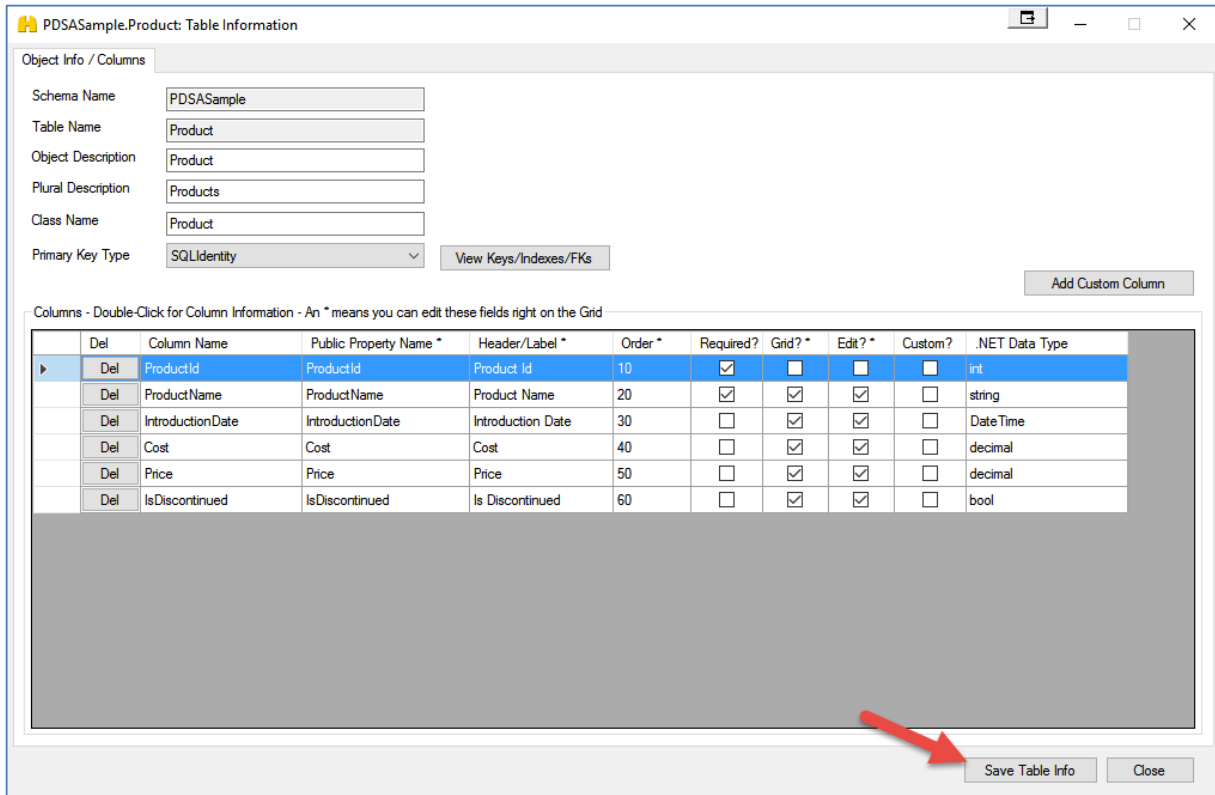 PDSASample.Product: Table Information
Object Info / Columns
Schema Name PDSASample
Table Name Product
Object Description Product
Plural Description Products
Class Name Product
Primary Key Type SQLIdentity View Keys/Indexes/FKs
Add Custom Column
Columns - Double-Click for Column Information - An * means you can edit these fields right on the Grid
Del Column Name Public Property Name * Header/Label * Order * Required? Grid? * Edit? * Custom? .NET Data Type
Del ProductId ProductId Product Id 10 int
Del ProductName ProductName Product Name 20 string
Del IntroductionDate IntroductionDate Introduction Date 30 DateTime
Del Cost Cost Cost 40 decimal
Del Price Price Price 50 decimal
Del IsDiscontinued IsDiscontinued Is Discontinued 60 bool
Save Table Info Close